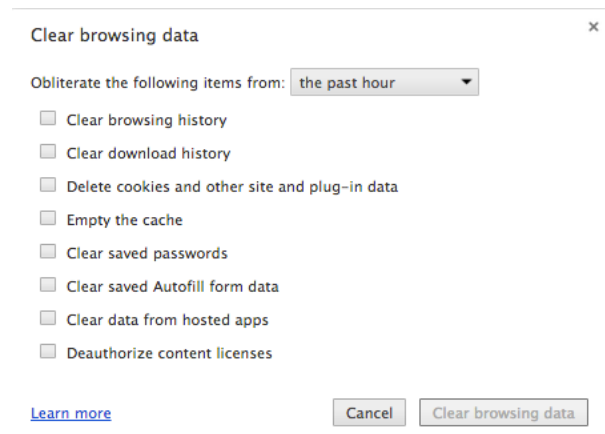 Clear browsing data
×
Obliterate the following items from: the past hour
Clear browsing history
Clear download history
Delete cookies and other site and plug-in data
Empty the cache
Clear saved passwords
Clear saved Autofill form data
Clear data from hosted apps
Deauthorize content licenses
Learn more Cancel Clear browsing data